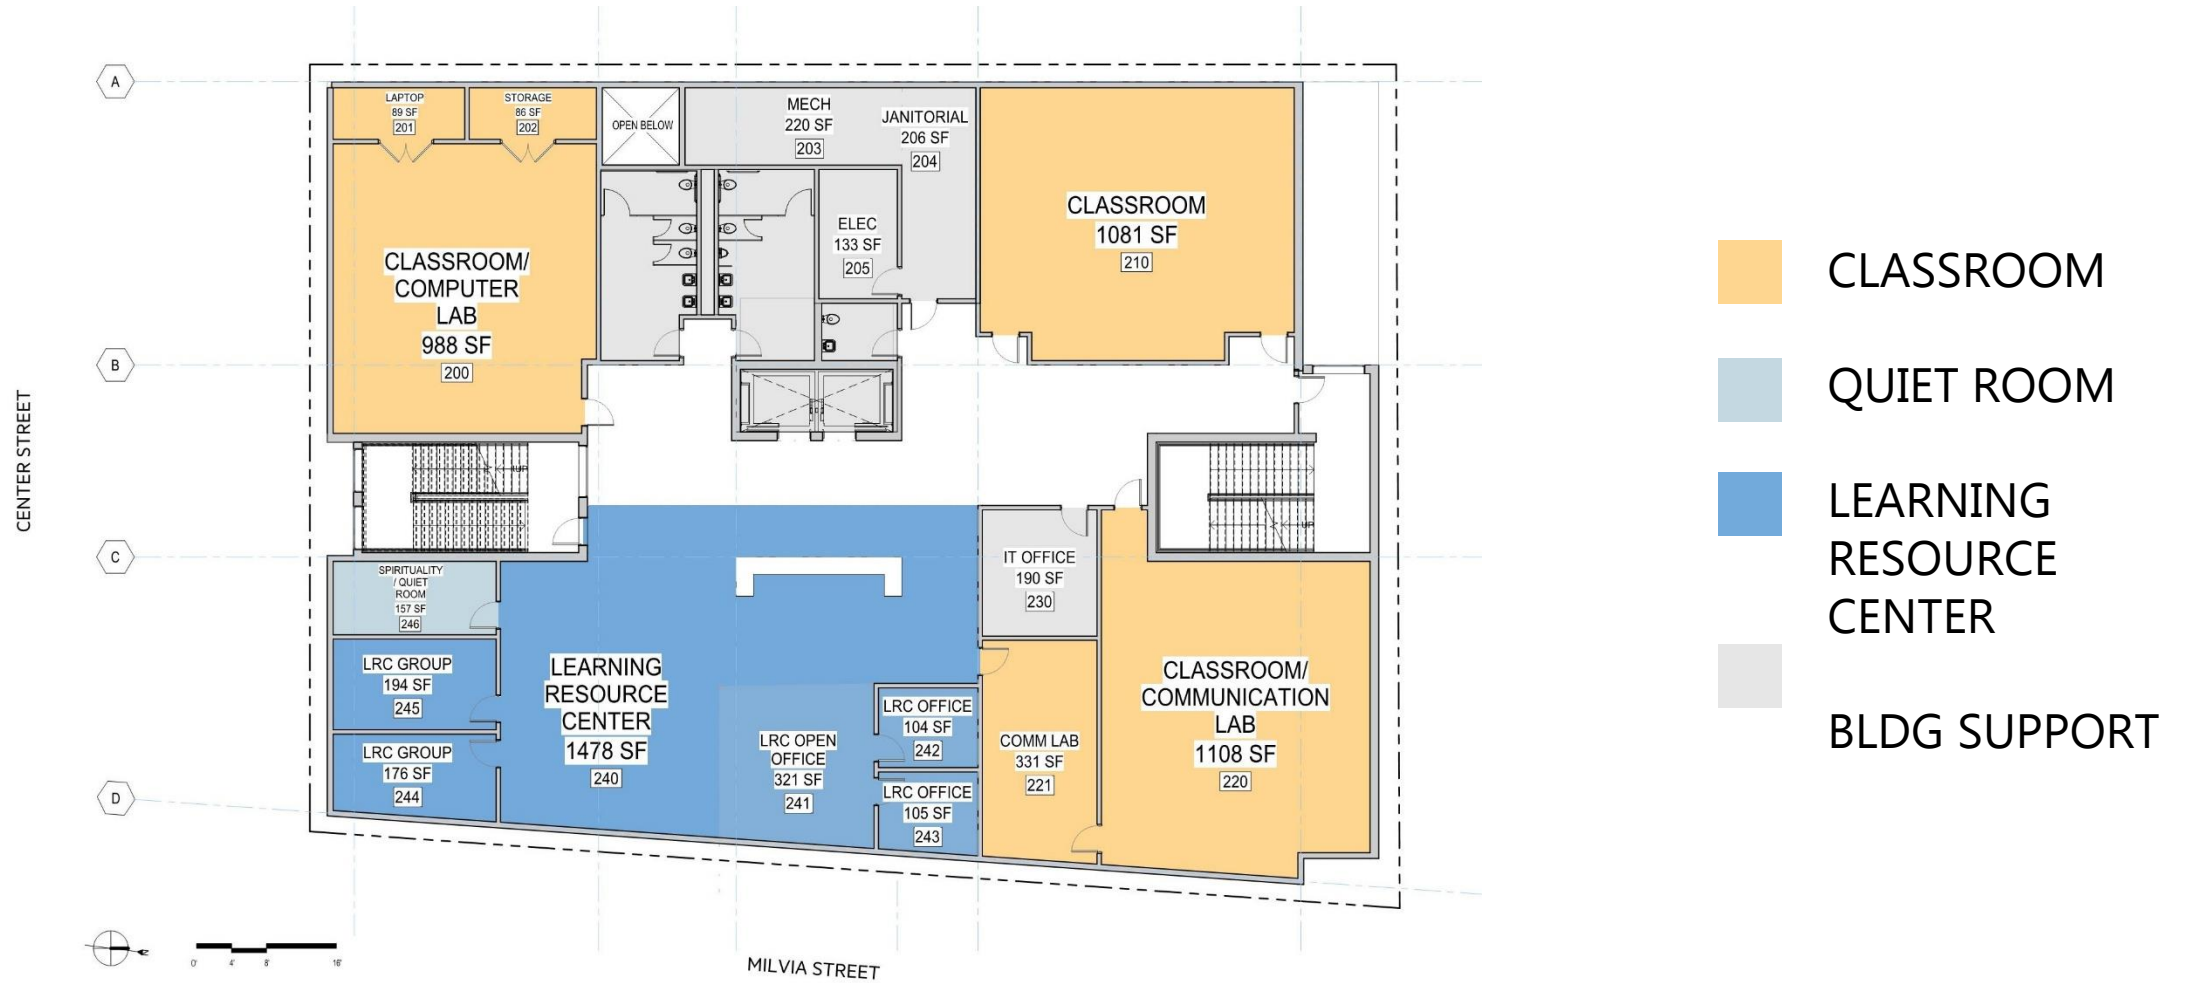 A
B
C
D
CENTER STREET
LAPTOP
89 SF
201
STORAGE
86 SF
202
OPEN BELOW
MECH
220 SF
203
JANITORIAL
206 SF
204
ELEC
133 SF
205
CLASSROOM
1081 SF
210
CLASSROOM/
COMPUTER
LAB
988 SF
200
UP
UP
SPIRITUALITY
/ QUIET
ROOM
157 SF
246
LRC GROUP
194 SF
245
LRC GROUP
176 SF
244
LEARNING
RESOURCE
CENTER
1478 SF
240
LRC OPEN
OFFICE
321 SF
241
LRC OFFICE
104 SF
242
LRC OFFICE
105 SF
243
IT OFFICE
190 SF
230
COMM LAB
331 SF
221
CLASSROOM/
COMMUNICATION
LAB
1108 SF
220
0' 4' 8' 16'
MILVIA STREET
CLASSROOM
QUIET ROOM
LEARNING
RESOURCE
CENTER
BLDG SUPPORT